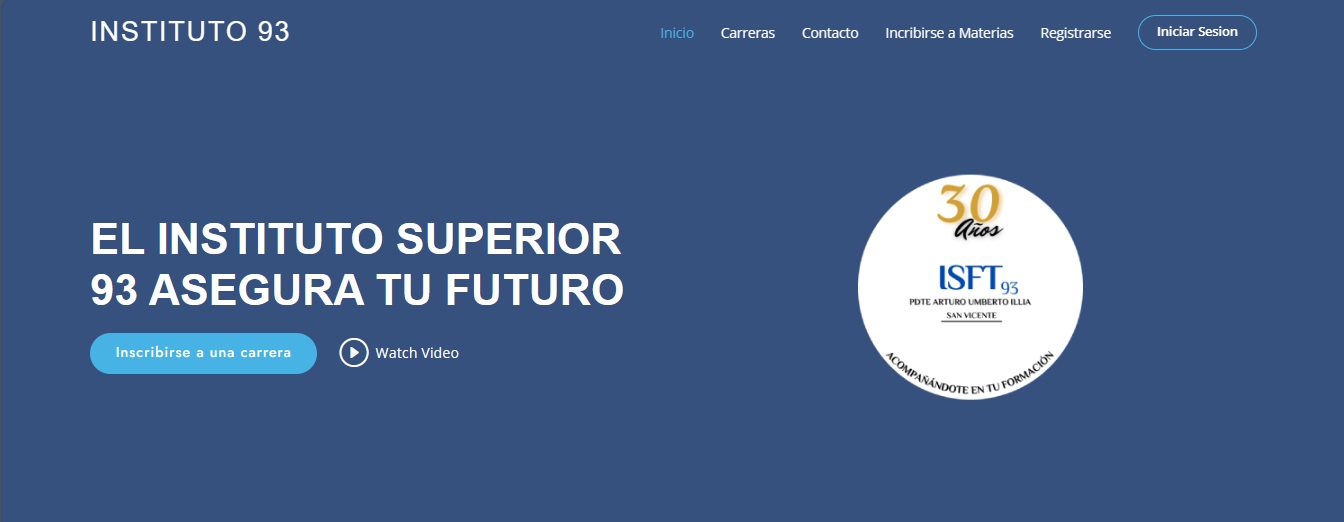 INSTITUTO 93
Inicio
Carreras
Contacto
Incribirse a Materias
Registrarse
Iniciar Sesion
EL INSTITUTO SUPERIOR
93 ASEGURA TU FUTURO
Inscribirse a una carrera
Watch Video
30
Años
ISFT 93
PDTE ARTURO UMBERTO ILLIA
SAN VICENTE
ACOMPAÑÁNDOTE EN TU FORMACIÓN